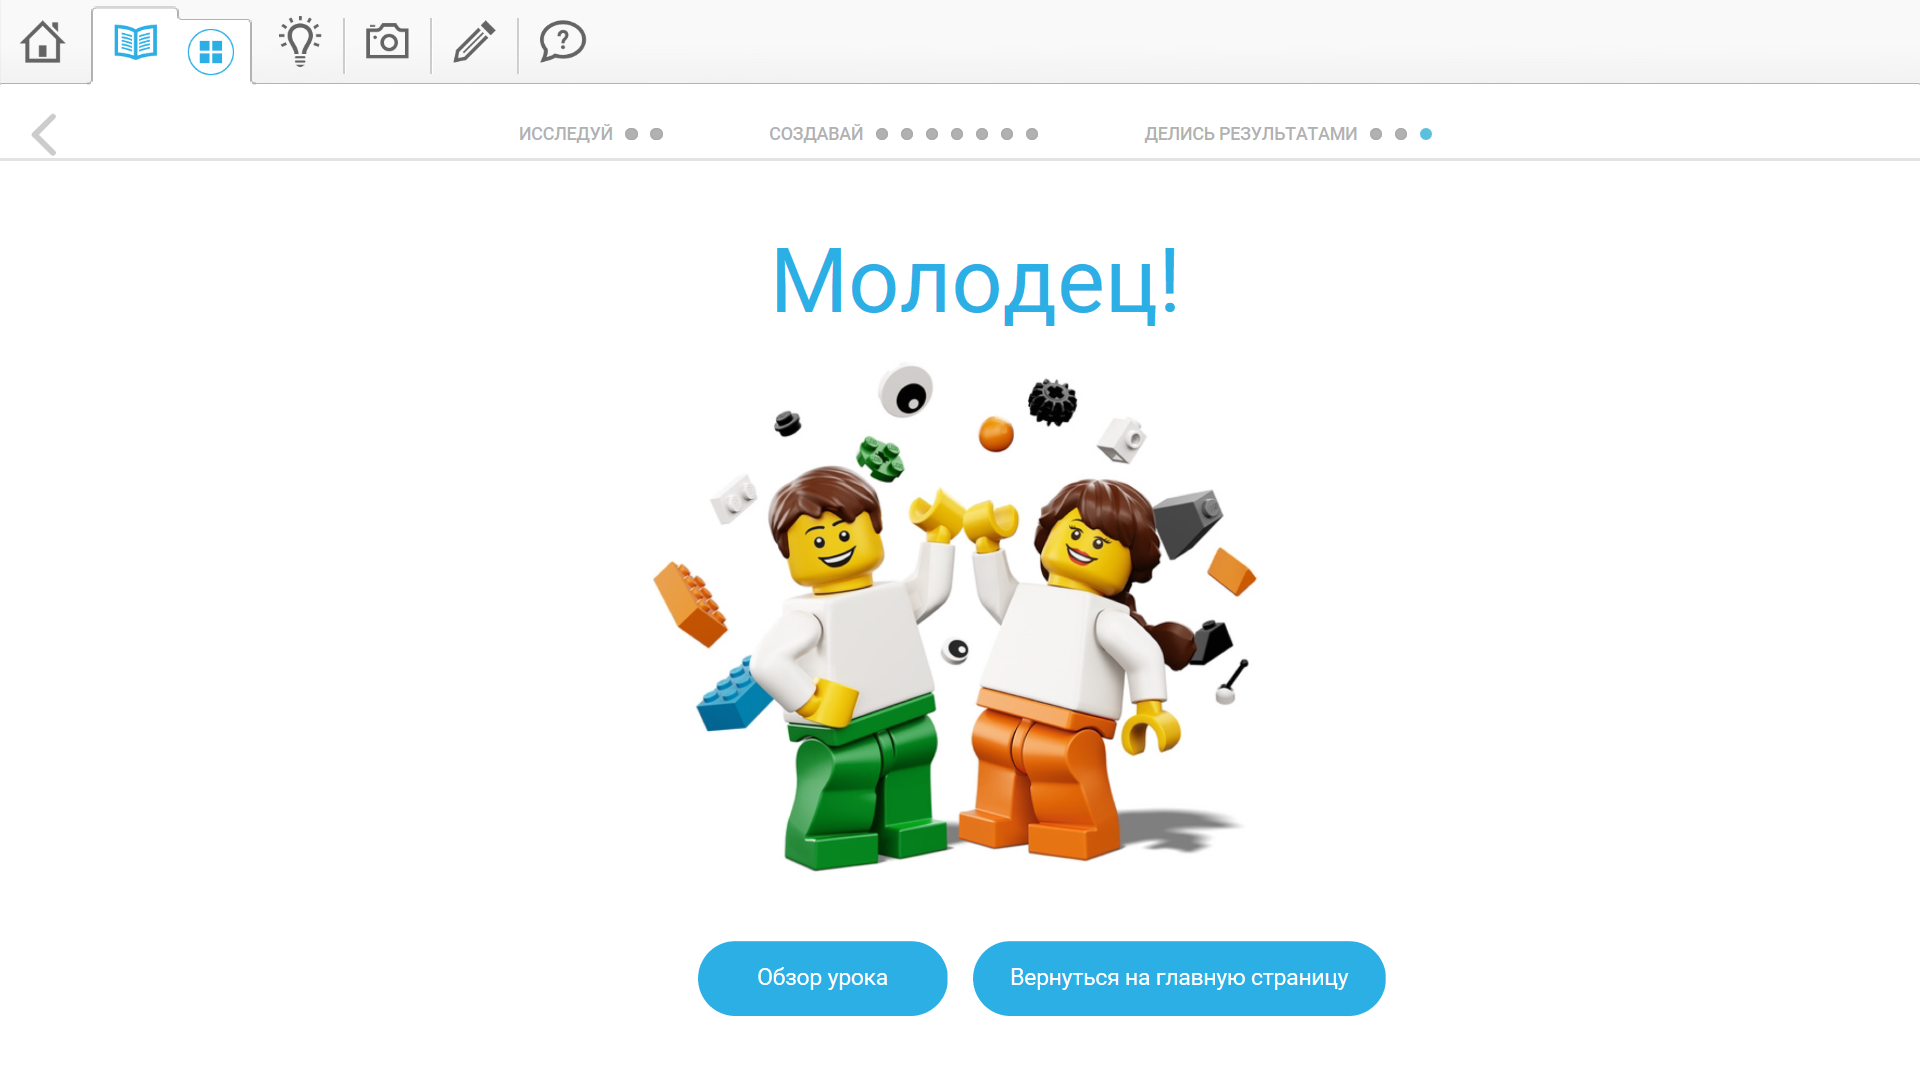 ИССЛЕДУЙ
СОЗДАВАЙ
ДЕЛИСЬ РЕЗУЛЬТАТАМИ
Молодец!
Обзор урока
Вернуться на главную страницу